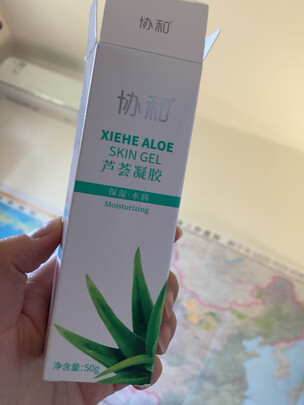 协和
协和
XIEHE ALOE
SKIN GEL
芦荟凝胶
保湿·水润
Moisturizing
净含量:50g